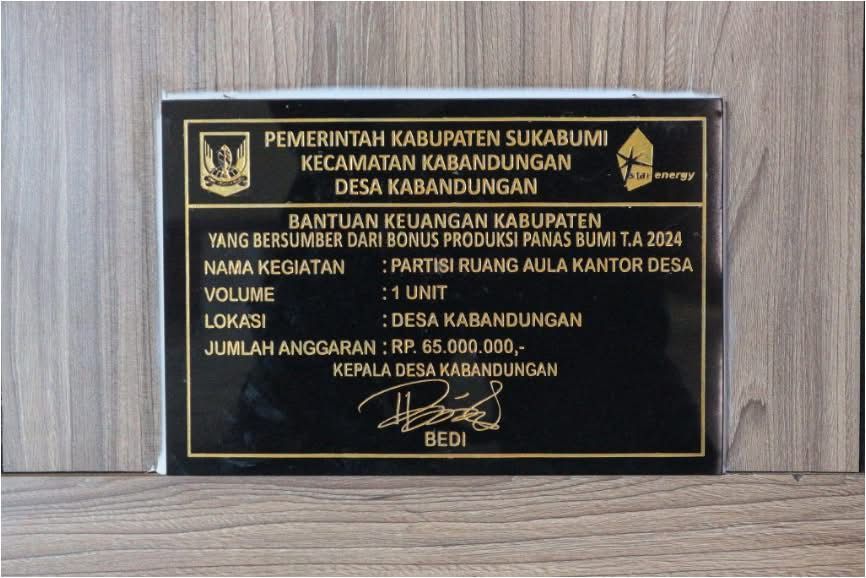 PEMERINTAH KABUPATEN SUKABUMI
KECAMATAN KABANDUNGAN
DESA KABANDUNGAN
star energy
BANTUAN KEUANGAN KABUPATEN
YANG BERSUMBER DARI BONUS PRODUKSI PANAS BUMI T.A 2024
NAMA KEGIATAN : PARTISI RUANG AULA KANTOR DESA
VOLUME : 1 UNIT
LOKASI : DESA KABANDUNGAN
JUMLAH ANGGARAN : RP. 65.000.000,-
KEPALA DESA KABANDUNGAN
BEDI